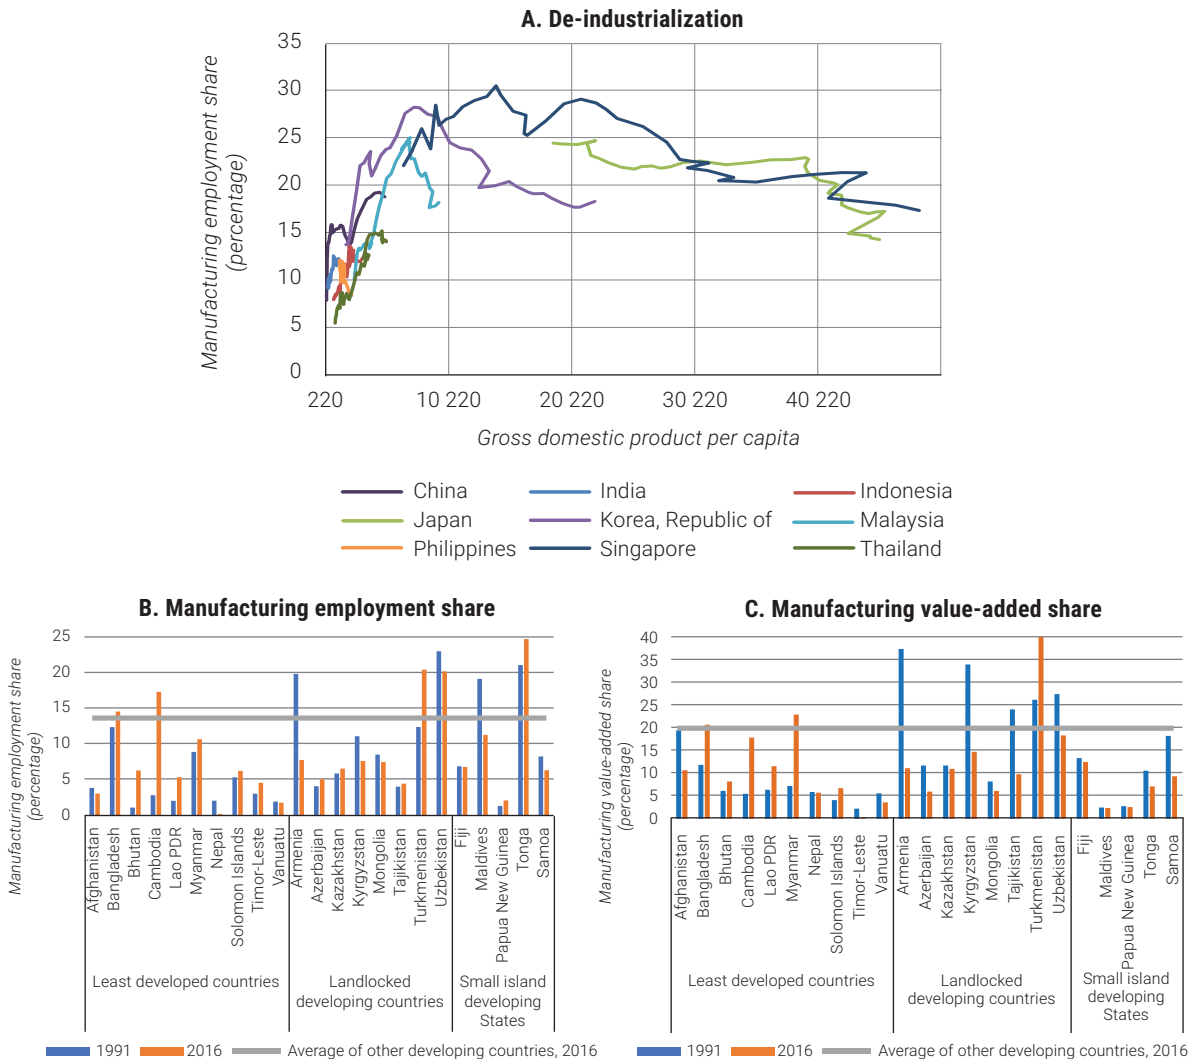 A. De-industrialization
Manufacturing employment share
(percentage)
35
30
25
20
15
10
5
0
220
10 220
20 220
30 220
40 220
Gross domestic product per capita
China
India
Indonesia
Japan
Korea, Republic of
Malaysia
Philippines
Singapore
Thailand
B. Manufacturing employment share
Manufacturing employment share
(percentage)
25
20
15
10
5
0
Afghanistan
Bangladesh
Bhutan
Cambodia
Lao PDR
Myanmar
Nepal
Solomon Islands
Timor-Leste
Vanuatu
Armenia
Azerbaijan
Kazakhstan
Kyrgyzstan
Mongolia
Tajikistan
Turkmenistan
Uzbekistan
Fiji
Maldives
Papua New Guinea
Tonga
Samoa
Least developed countries
Landlocked
developing countries
Small island
developing
States
1991
2016
Average of other developing countries, 2016
C. Manufacturing value-added share
Manufacturing value-added share
(percentage)
40
35
30
25
20
15
10
5
0
Afghanistan
Bangladesh
Bhutan
Cambodia
Lao PDR
Myanmar
Nepal
Solomon Islands
Timor-Leste
Vanuatu
Armenia
Azerbaijan
Kazakhstan
Kyrgyzstan
Mongolia
Tajikistan
Turkmenistan
Uzbekistan
Fiji
Maldives
Papua New Guinea
Tonga
Samoa
Least developed countries
Landlocked
developing countries
Small island
developing
States
1991
2016
Average of other developing countries, 2016